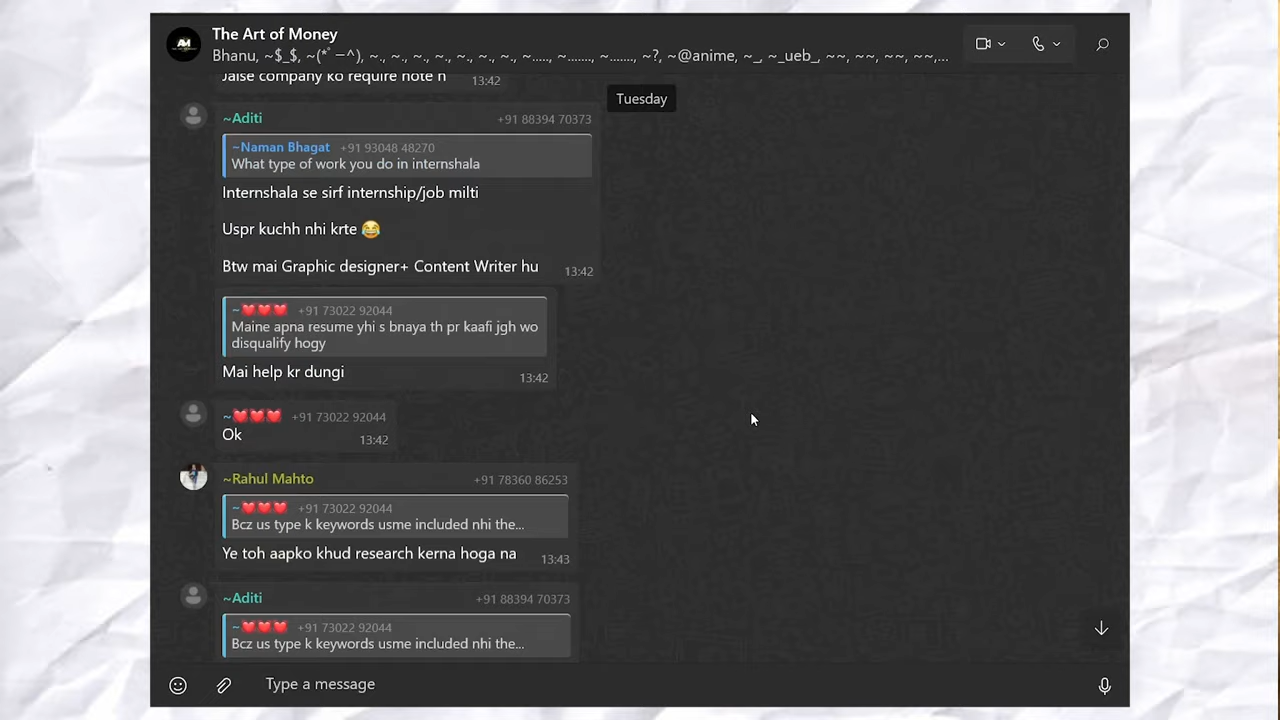 The Art of Money
Bhanu, ~$_$, ~(*ﾟ–^), ~., ~., ~., ~., ~., ~., ~., ~....., ~......., ~......., ~?, ~@anime, ~_, ~_ueb_, ~~, ~~, ~~, ~~,...
Jaise company ko require note h
13:42
Tuesday
~Aditi +91 88394 70373
~Naman Bhagat +91 93048 48270
What type of work you do in internshala
Internshala se sirf internship/job milti
Uspr kuchh nhi krte 😂
Btw mai Graphic designer+ Content Writer hu 13:42
~❤️❤️❤️ +91 73022 92044
Maine apna resume yhi s bnaya th pr kaafi jgh wo
disqualify hogy
Mai help kr dungi 13:42
~❤️❤️❤️ +91 73022 92044
Ok 13:42
~Rahul Mahto +91 78360 86253
~❤️❤️❤️ +91 73022 92044
Bcz us type k keywords usme included nhi the...
Ye toh aapko khud research kerna hoga na 13:43
~Aditi +91 88394 70373
~❤️❤️❤️ +91 73022 92044
Bcz us type k keywords usme included nhi the...
Type a message